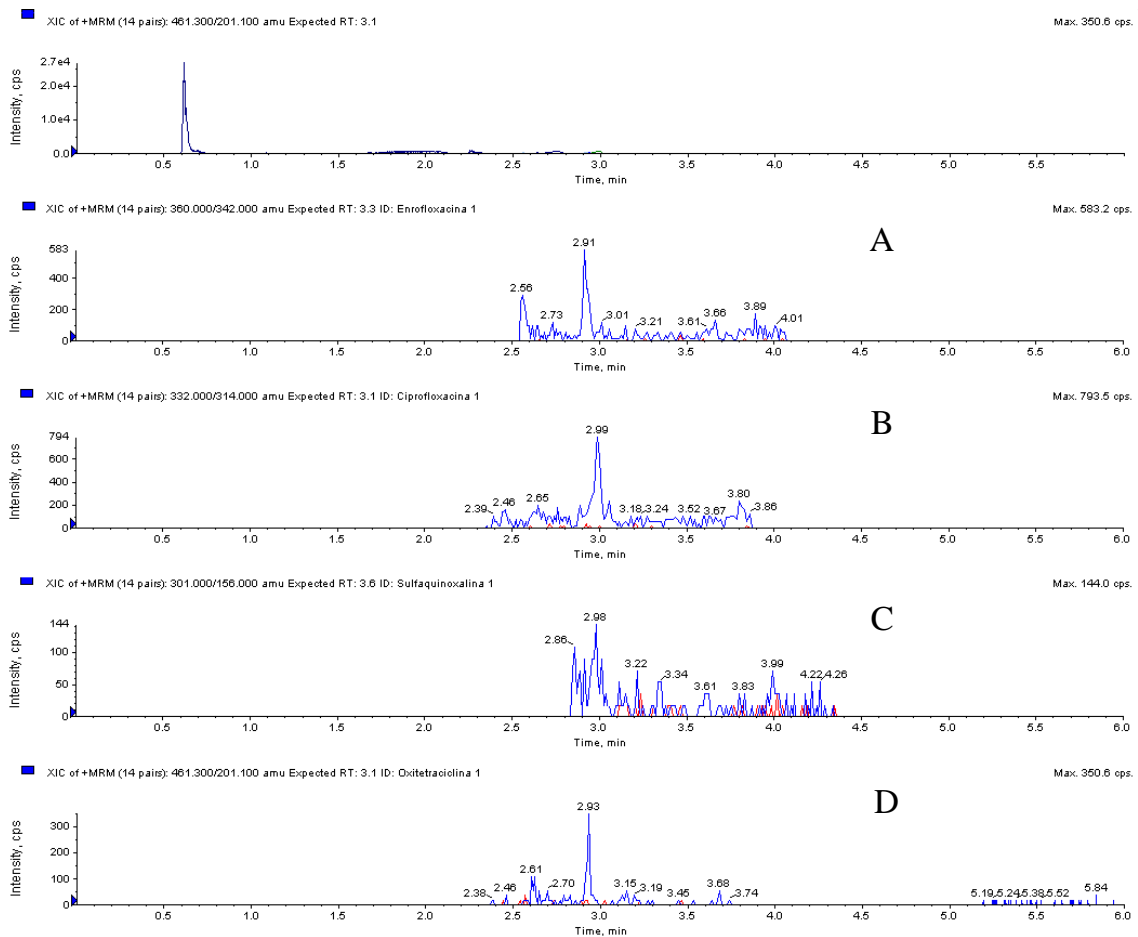 XIC of +MRM (14 pairs): 461.300/201.100 amu Expected RT: 3.1 Max. 350.6 cps.
2.7e4
2.0e4
1.0e4
0.0
Intensity, cps
0.5 1.0 1.5 2.0 2.5 3.0 3.5 4.0 4.5 5.0 5.5 6.0
Time, min
XIC of +MRM (14 pairs): 360.000/342.000 amu Expected RT: 3.3 ID: Enrofloxacina 1 Max. 583.2 cps.
A
583
400
200
0
Intensity, cps
2.56 2.73 2.91 3.01 3.21 3.61 3.66 3.89 4.01
0.5 1.0 1.5 2.0 2.5 3.0 3.5 4.0 4.5 5.0 5.5 6.0
Time, min
XIC of +MRM (14 pairs): 332.000/314.000 amu Expected RT: 3.1 ID: Ciprofloxacina 1 Max. 793.5 cps.
B
794
600
400
200
0
Intensity, cps
2.39 2.46 2.65 2.99 3.18 3.24 3.52 3.67 3.80 3.86
0.5 1.0 1.5 2.0 2.5 3.0 3.5 4.0 4.5 5.0 5.5 6.0
Time, min
XIC of +MRM (14 pairs): 301.000/156.000 amu Expected RT: 3.6 ID: Sulfaquinoxalina 1 Max. 144.0 cps.
C
144
100
50
0
Intensity, cps
2.86 2.98 3.22 3.34 3.61 3.83 3.99 4.22 4.26
0.5 1.0 1.5 2.0 2.5 3.0 3.5 4.0 4.5 5.0 5.5 6.0
Time, min
XIC of +MRM (14 pairs): 461.300/201.100 amu Expected RT: 3.1 ID: Oxitetraciclina 1 Max. 350.6 cps.
D
300
200
100
0
Intensity, cps
2.38 2.46 2.61 2.70 2.93 3.15 3.19 3.45 3.68 3.74 5.19 5.24 5.38 5.52 5.84
0.5 1.0 1.5 2.0 2.5 3.0 3.5 4.0 4.5 5.0 5.5 6.0
Time, min